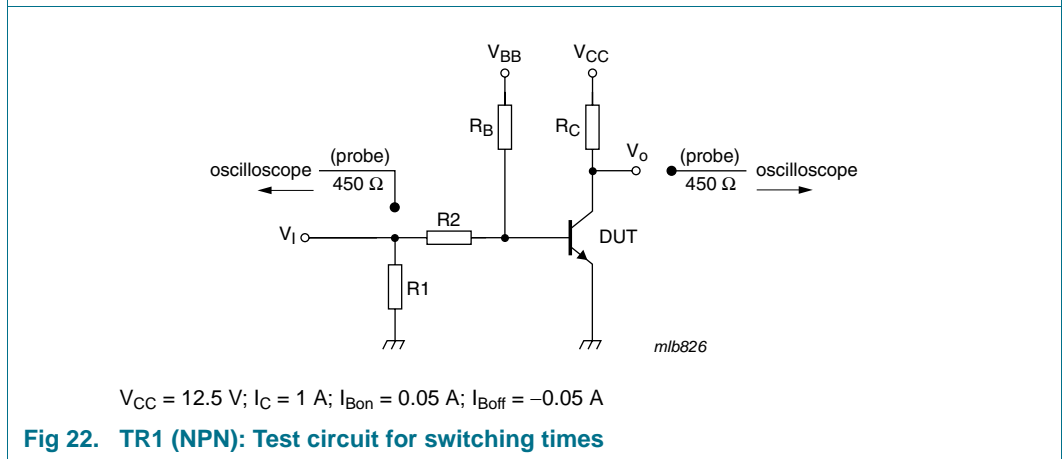 VBB
VCC
RB
RC
Vo
(probe)
450 Ω
oscilloscope
(probe)
450 Ω
oscilloscope
R2
VI
DUT
R1
mlb826
VCC = 12.5 V; IC = 1 A; IBon = 0.05 A; IBoff = −0.05 A
Fig 22. TR1 (NPN): Test circuit for switching times